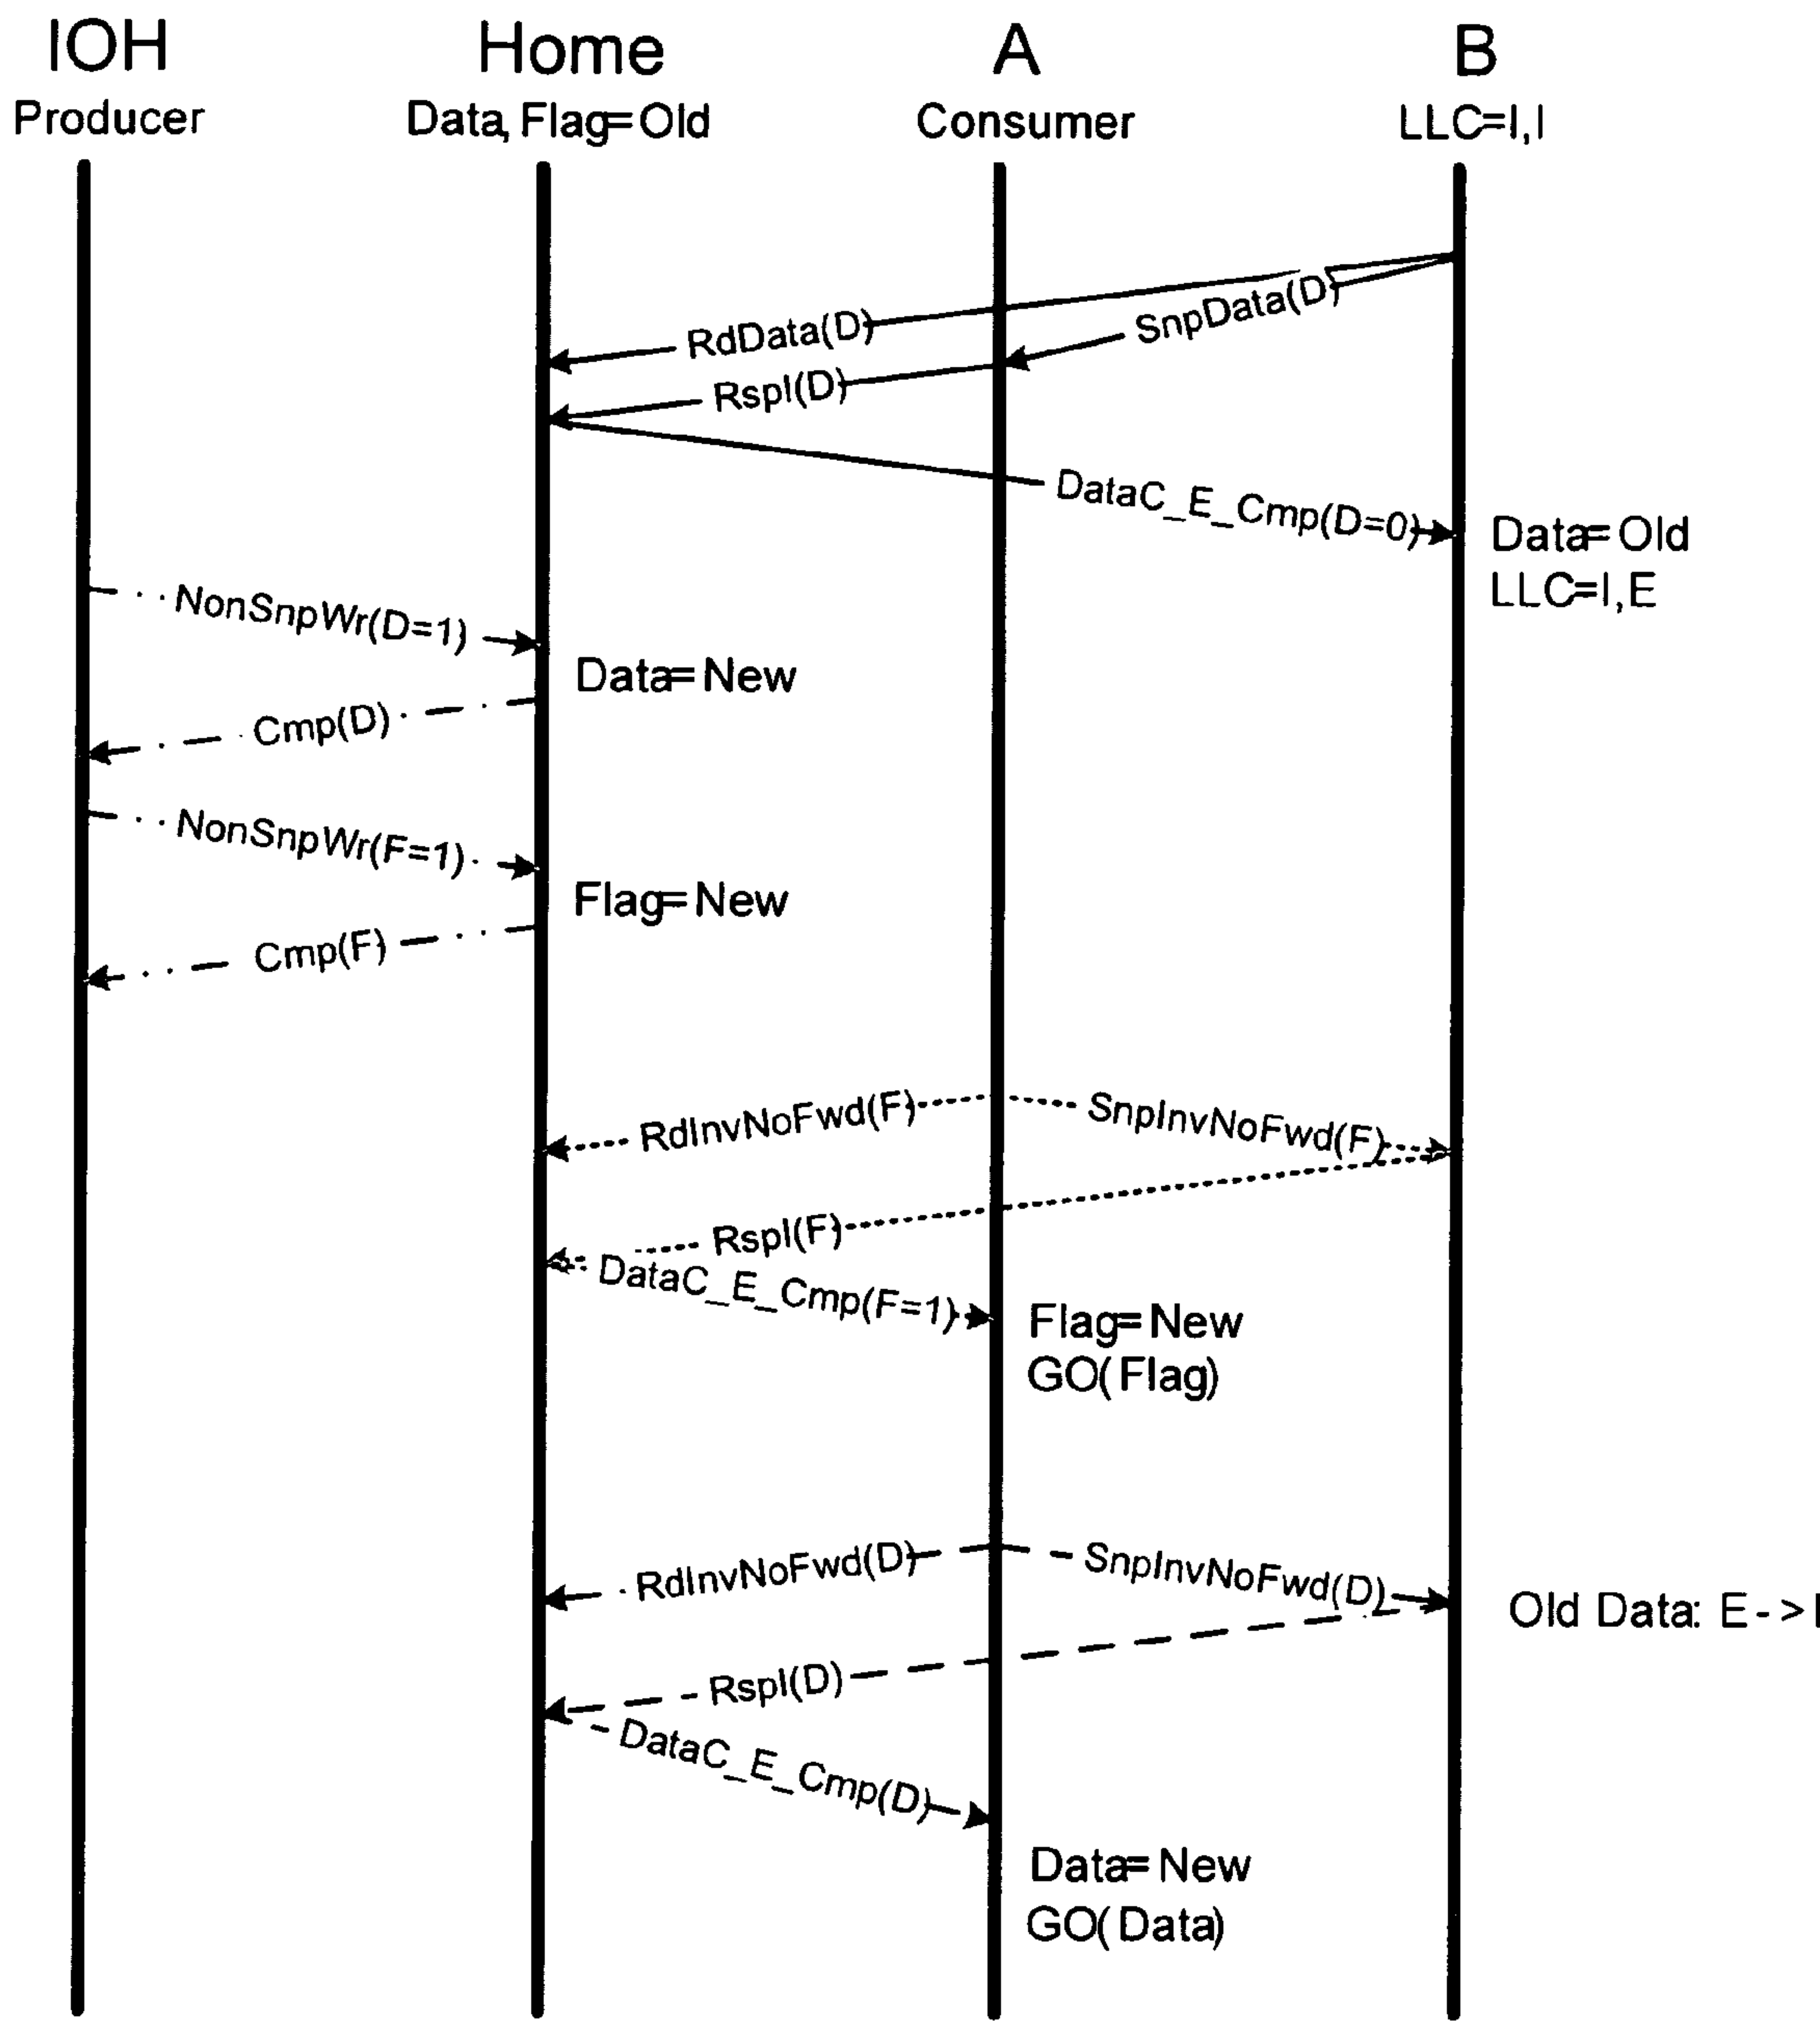 IOH
Producer
Home
Data, Flag=Old
A
Consumer
B
LLC=I,I
RdData(D)
SnpData(D)
RspI(D)
DataC_E_Cmp(D=0)
Data=Old
LLC=I,E
NonSnpWr(D=1)
Data=New
Cmp(D)
NonSnpWr(F=1)
Flag=New
Cmp(F)
RdInvNoFwd(F)
SnpInvNoFwd(F)
RspI(F)
DataC_E_Cmp(F=1)
Flag=New
GO(Flag)
RdInvNoFwd(D)
SnpInvNoFwd(D)
Old Data: E->I
RspI(D)
DataC_E_Cmp(D)
Data=New
GO(Data)